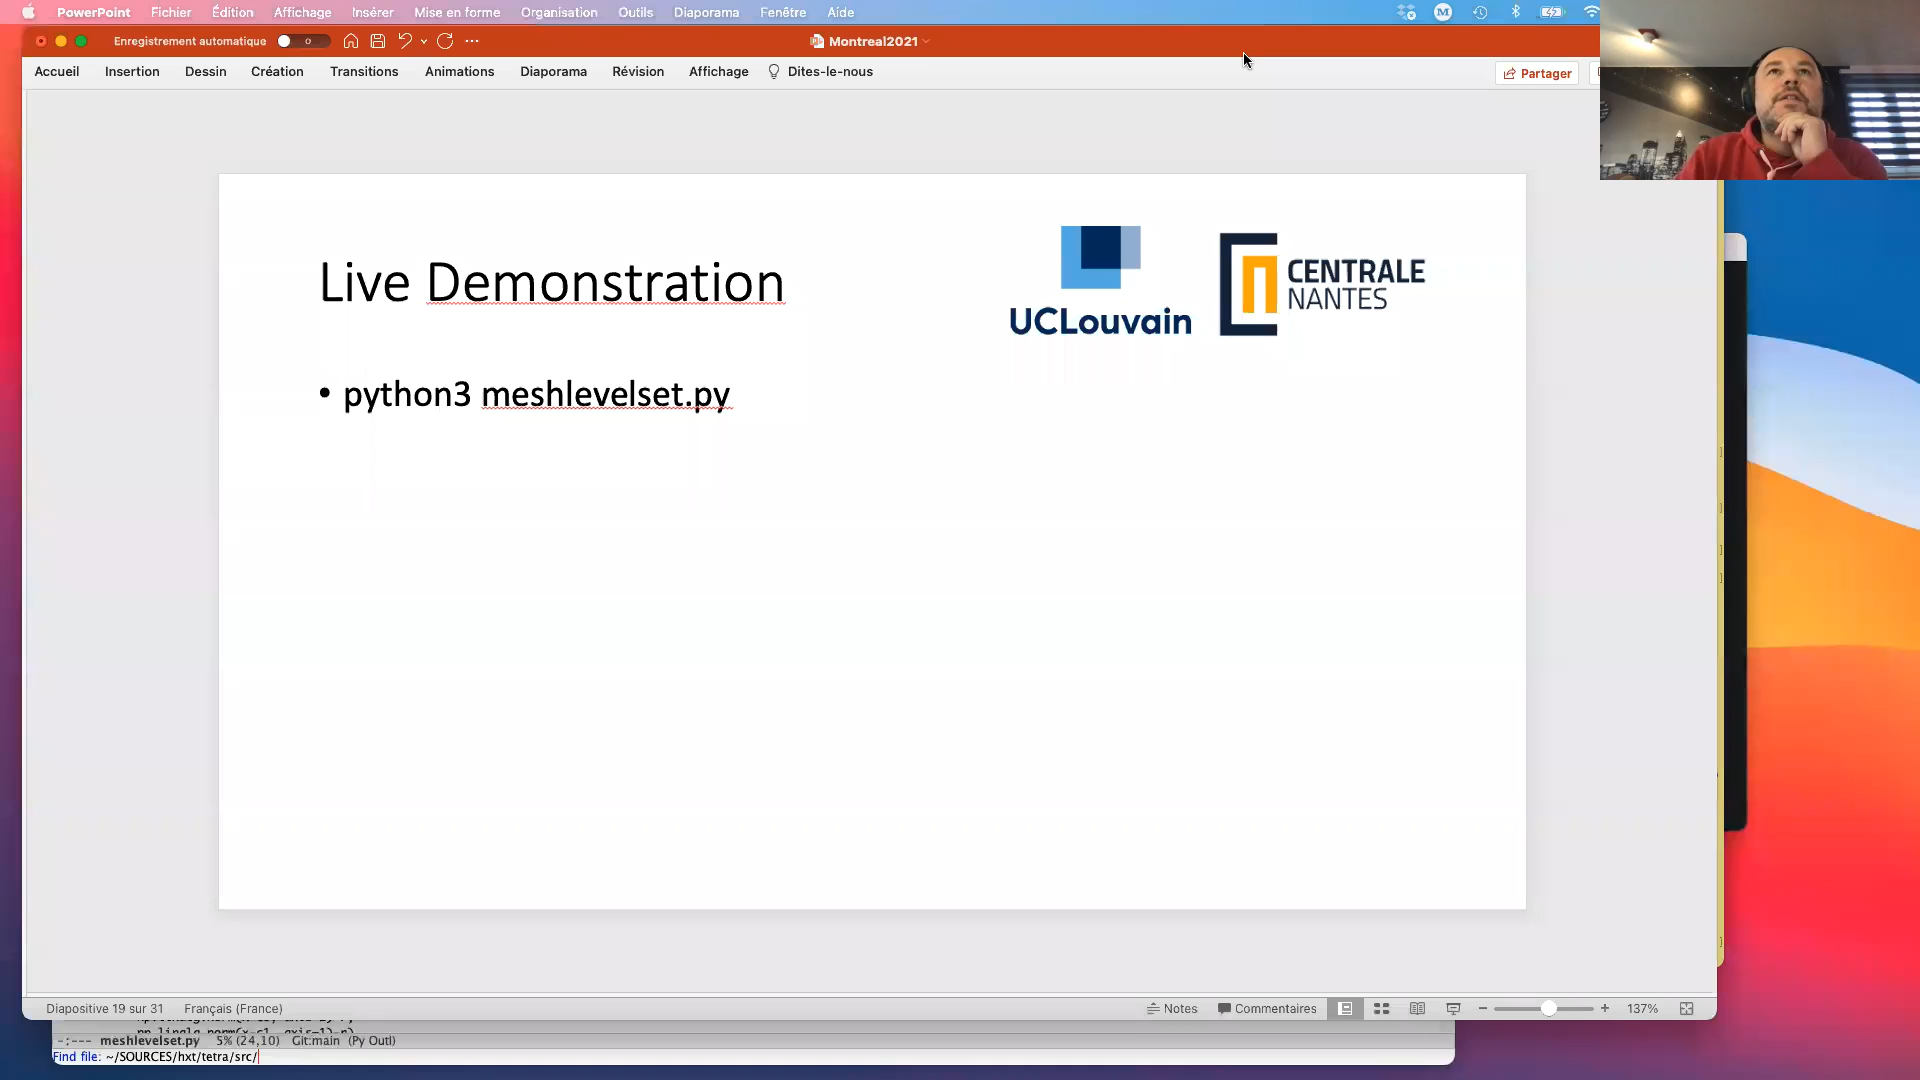 PowerPoint Fichier Édition Affichage Insérer Mise en forme Organisation Outils Diaporama Fenêtre Aide
Enregistrement automatique
Montreal2021
Accueil Insertion Dessin Création Transitions Animations Diaporama Révision Affichage Dites-le-nous
Partager
Live Demonstration
UCLouvain
CENTRALE
NANTES
• python3 meshlevelset.py
Diapositive 19 sur 31 Français (France)
Notes Commentaires
137%
-:--- meshlevelset.py 5% (24,10) Git:main (Py Outl)
Find file: ~/SOURCES/hxt/tetra/src/